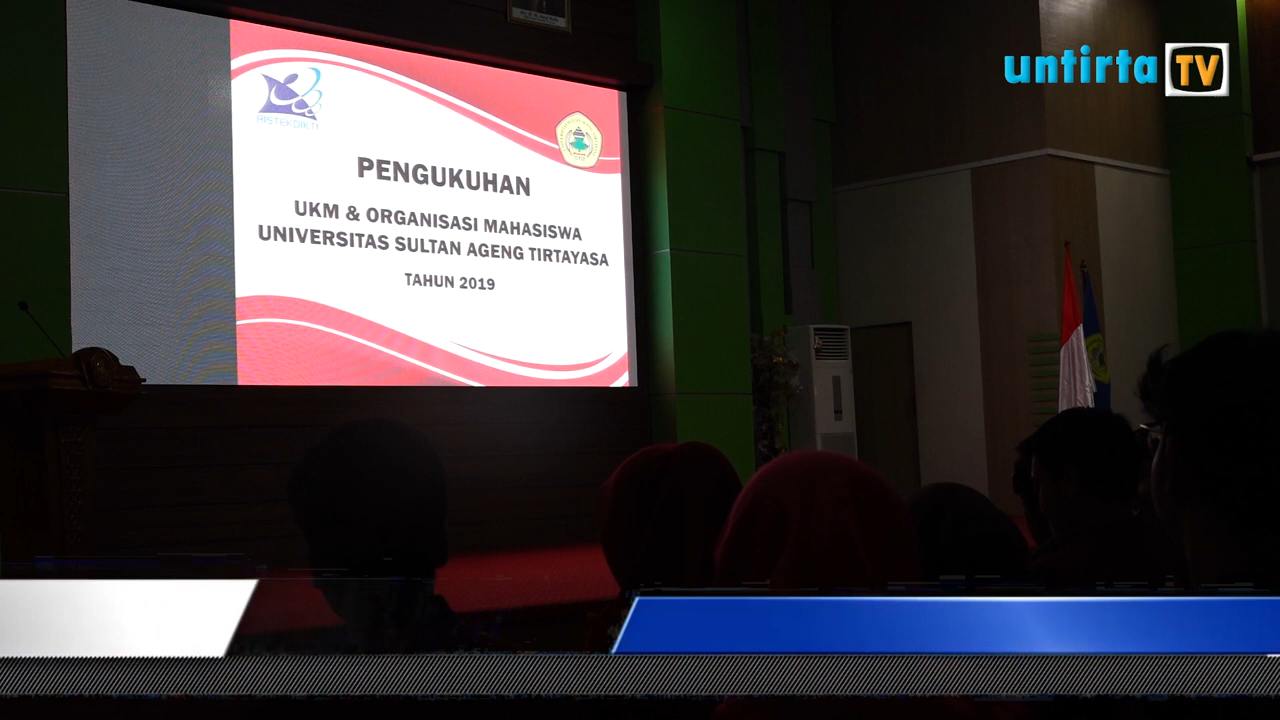 untirta TV
RISTEKDIKTI
PENGUKUHAN
UKM & ORGANISASI MAHASISWA
UNIVERSITAS SULTAN AGENG TIRTAYASA
TAHUN 2019